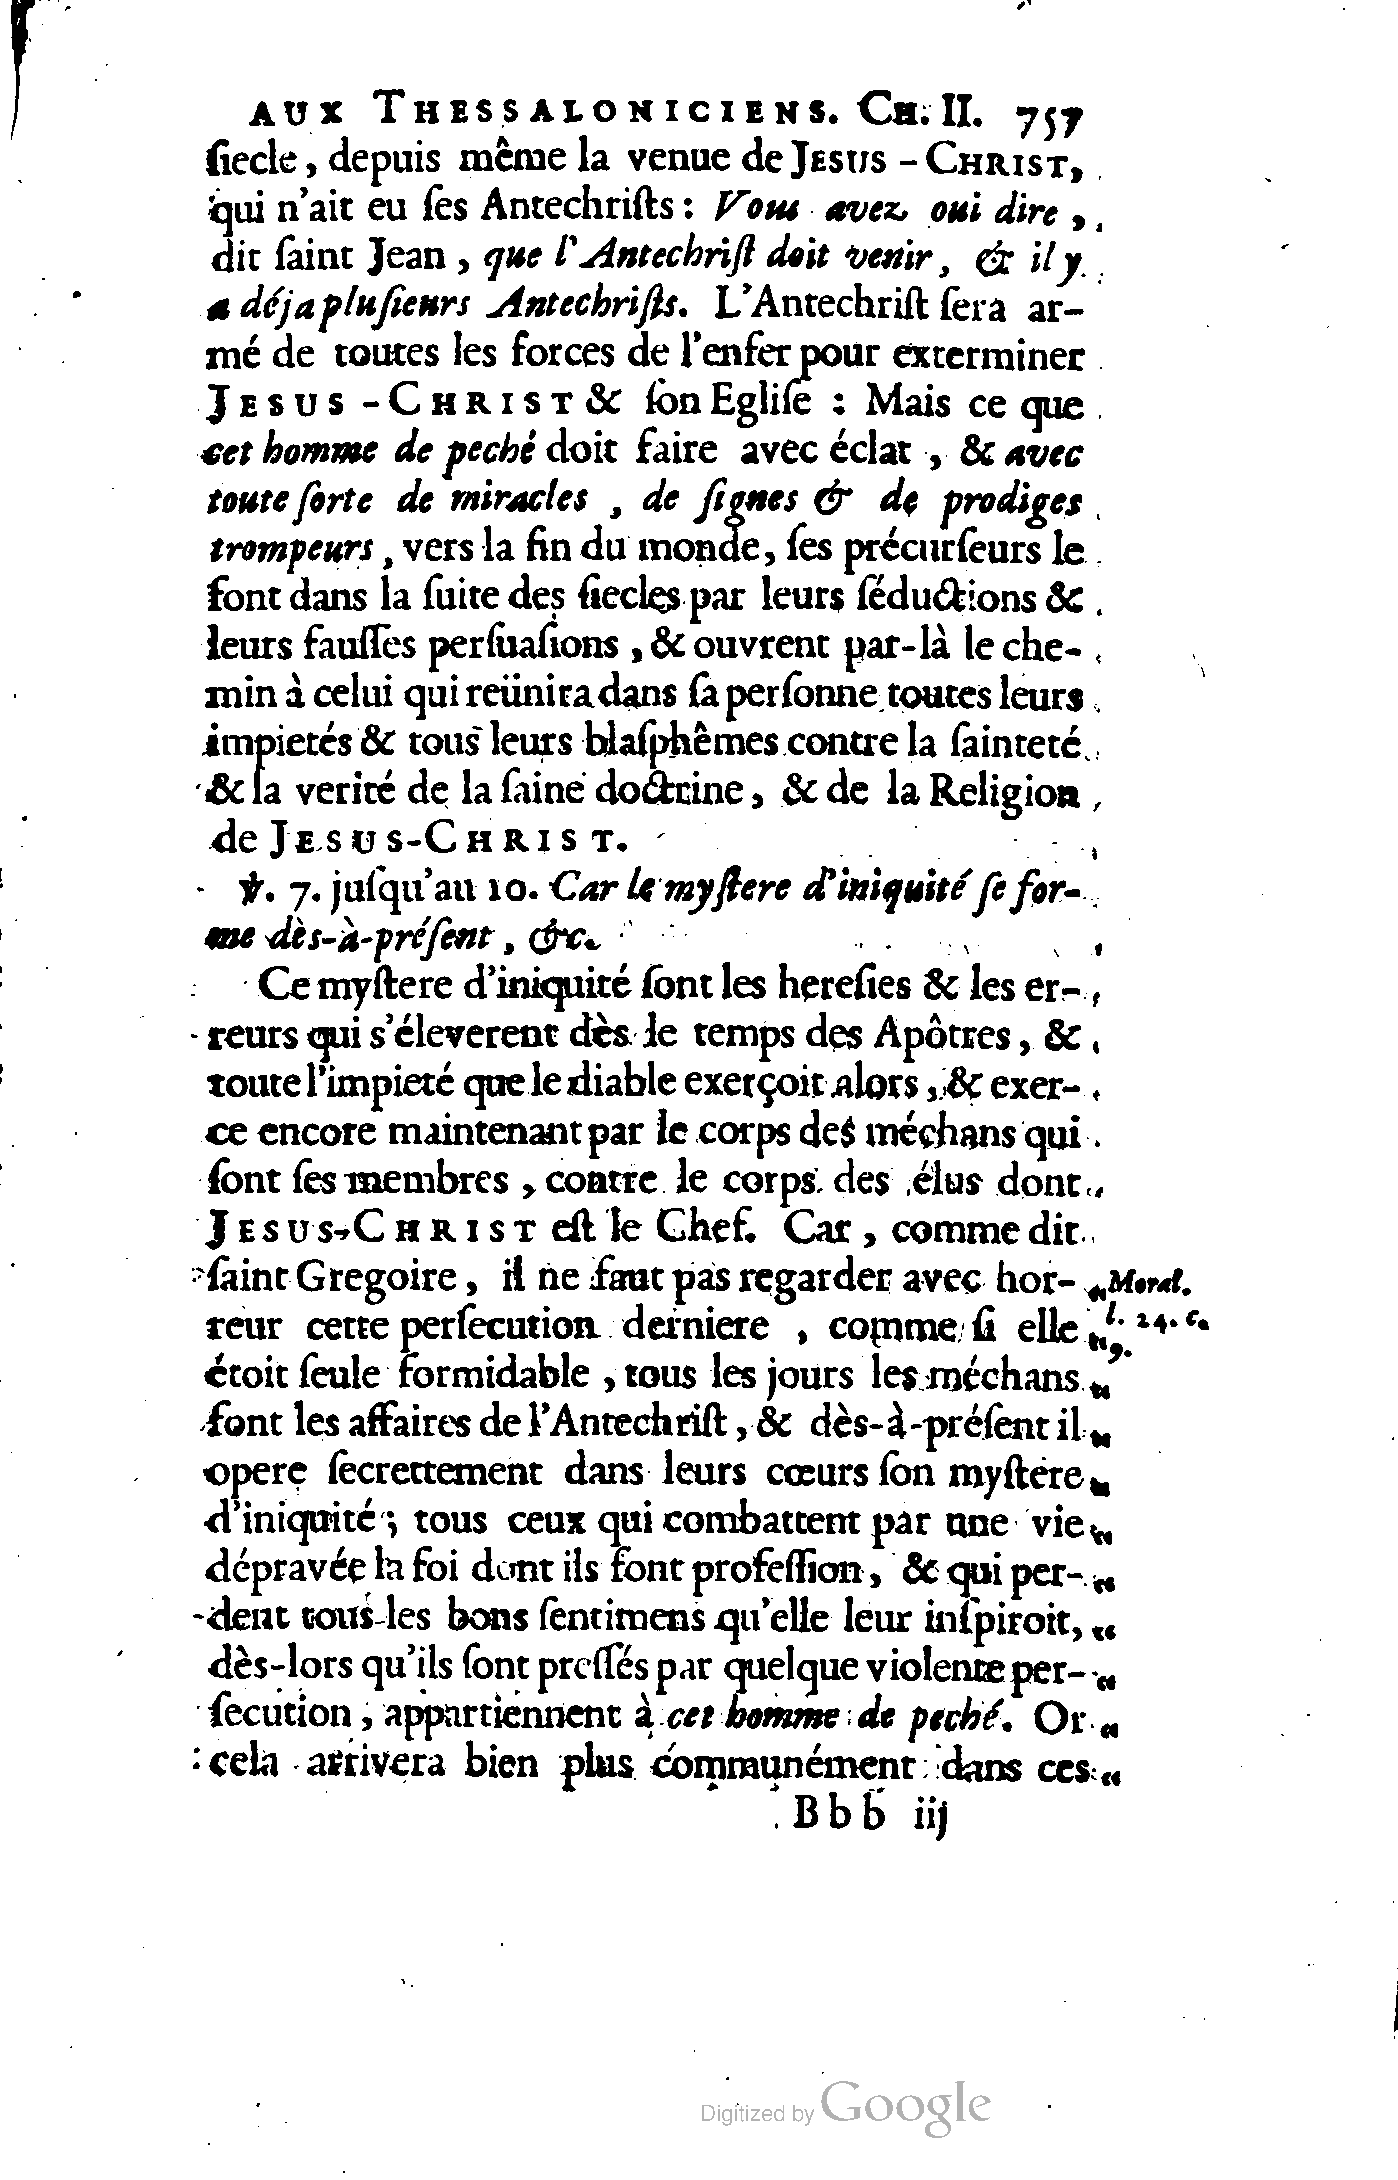 AUX THESSALONICIENS. CH. II. 757
ſiecle, depuis même la venue de JESUS-CHRIST,
qui n'ait eu ſes Antechriſts: Vous avez oui dire,
dit ſaint Jean, que l'Antechriſt doit venir, & il y
a déja pluſieurs Antechriſts. L'Antechriſt ſera ar-
mé de toutes les forces de l'enfer pour exterminer
JESUS-CHRIST & ſon Egliſe : Mais ce que
cet homme de peché doit faire avec éclat, & avec
toute ſorte de miracles, de ſignes & de prodiges
trompeurs, vers la fin du monde, ſes précurſeurs le
font dans la ſuite des ſiecles par leurs ſéductions &
leurs fauſſes perſuaſions, & ouvrent par-là le che-
min à celui qui reünira dans ſa perſonne toutes leurs
impietés & tous leurs blaſphêmes contre la ſainteté
& la verité de la ſaine doctrine, & de la Religion
de JESUS-CHRIST.
℣. 7. juſqu'au 10. Car le myſtere d'iniquité ſe for-
me dès-à-préſent, &c.
Ce myſtere d'iniquité ſont les hereſies & les er-
reurs qui s'éleverent dès le temps des Apôtres, &
toute l'impieté que le diable exerçoit alors, & exer-
ce encore maintenant par le corps des méchans qui
ſont ſes membres, contre le corps des élus dont
JESUS-CHRIST eſt le Chef. Car, comme dit
ſaint Gregoire, il ne faut pas regarder avec hor- „ Moral.
reur cette perſecution derniere, comme ſi elle „ l. 24. c.
étoit ſeule formidable, tous les jours les méchans „ 9.
font les affaires de l'Antechriſt, & dès-à-préſent il „
opere ſecrettement dans leurs cœurs ſon myſtere „
d'iniquité; tous ceux qui combattent par une vie „
dépravée la foi dont ils font profeſſion, & qui per- „
dent tous les bons ſentimens qu'elle leur inſpiroit, „
dès-lors qu'ils ſont preſſés par quelque violente per- „
ſecution, appartiennent à cet homme de peché. Or „
cela arrivera bien plus communément dans ces „
Bbb iij
Digitized by Google